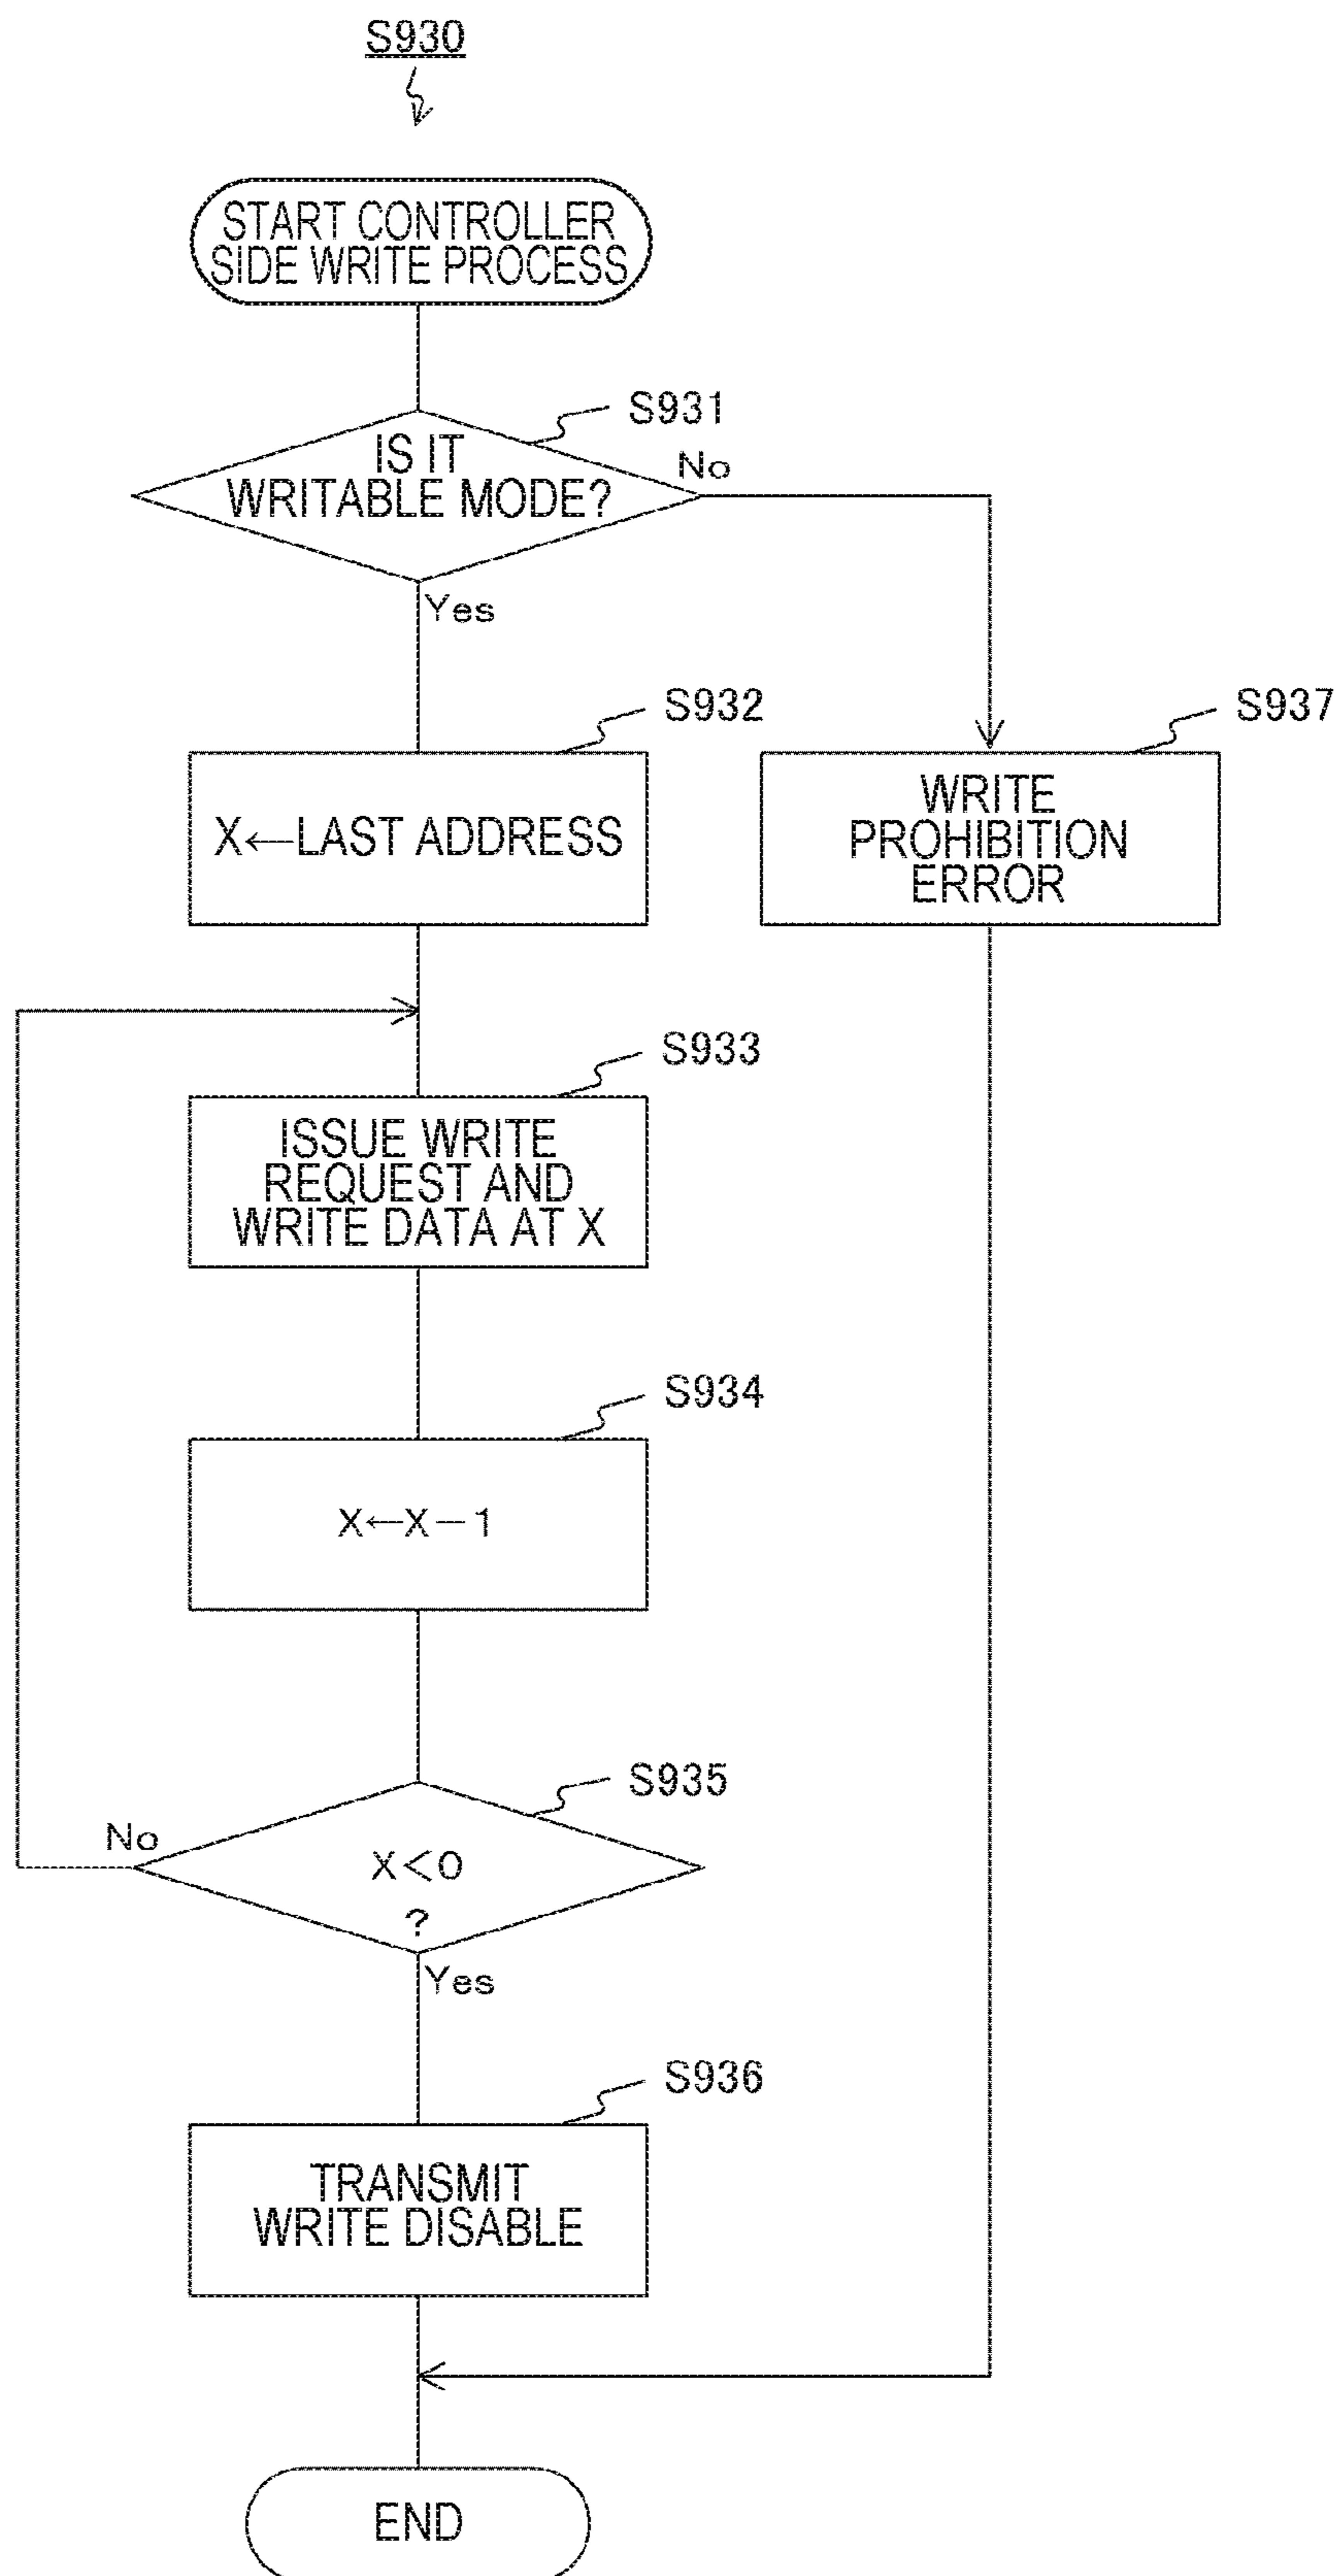 S930
START CONTROLLER
SIDE WRITE PROCESS
S931
IS IT
WRITABLE MODE?
No
Yes
S932
X←LAST ADDRESS
S937
WRITE
PROHIBITION
ERROR
S933
ISSUE WRITE
REQUEST AND
WRITE DATA AT X
S934
X←X−1
S935
No
X<0
?
Yes
S936
TRANSMIT
WRITE DISABLE
END